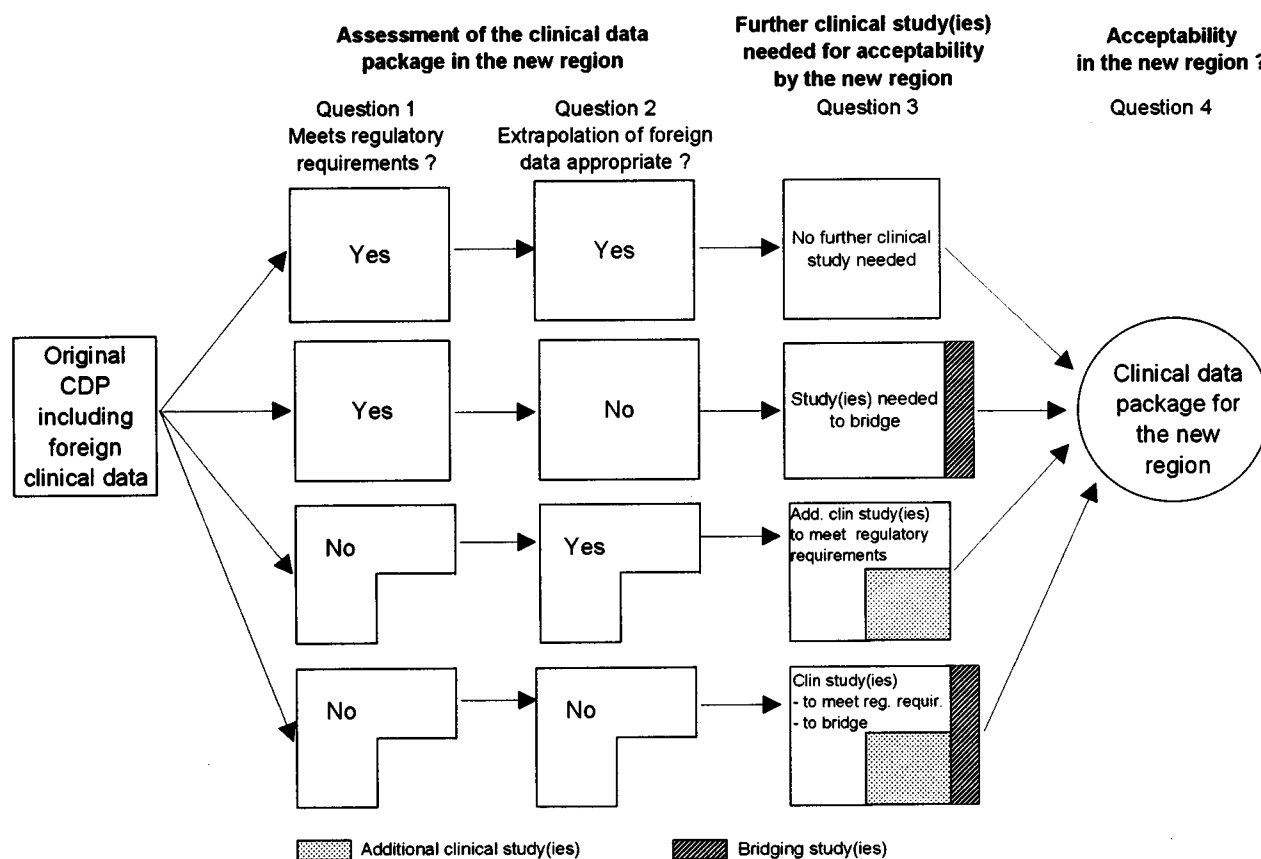 Assessment of the clinical data
package in the new region
Further clinical study(ies)
needed for acceptability
by the new region
Acceptability
in the new region ?
Question 1
Meets regulatory
requirements ?
Question 2
Extrapolation of foreign
data appropriate ?
Question 3
Question 4
Original
CDP
including
foreign
clinical data
Yes
Yes
No further clinical
study needed
Yes
No
Study(ies) needed
to bridge
No
Yes
Add. clin study(ies)
to meet regulatory
requirements
No
No
Clin study(ies)
- to meet reg. requir.
- to bridge
Clinical data
package for
the new
region
Additional clinical study(ies)
Bridging study(ies)